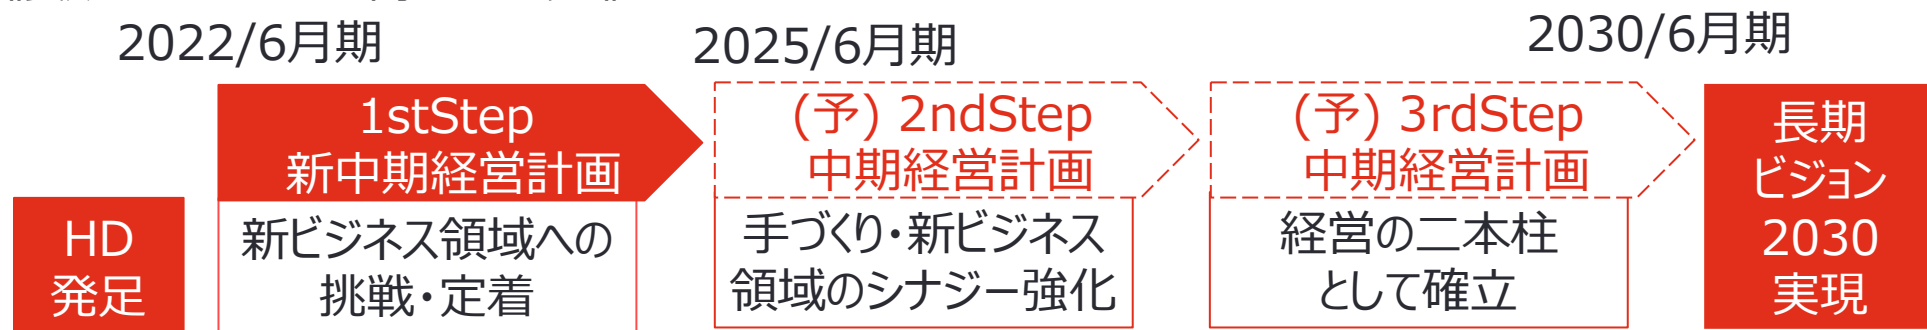 2022/6月期
2025/6月期
2030/6月期
HD
発足
1stStep
新中期経営計画
新ビジネス領域への
挑戦・定着
(予) 2ndStep
中期経営計画
手づくり・新ビジネス
領域のシナジー強化
(予) 3rdStep
中期経営計画
経営の二本柱
として確立
長期
ビジョン
2030
実現